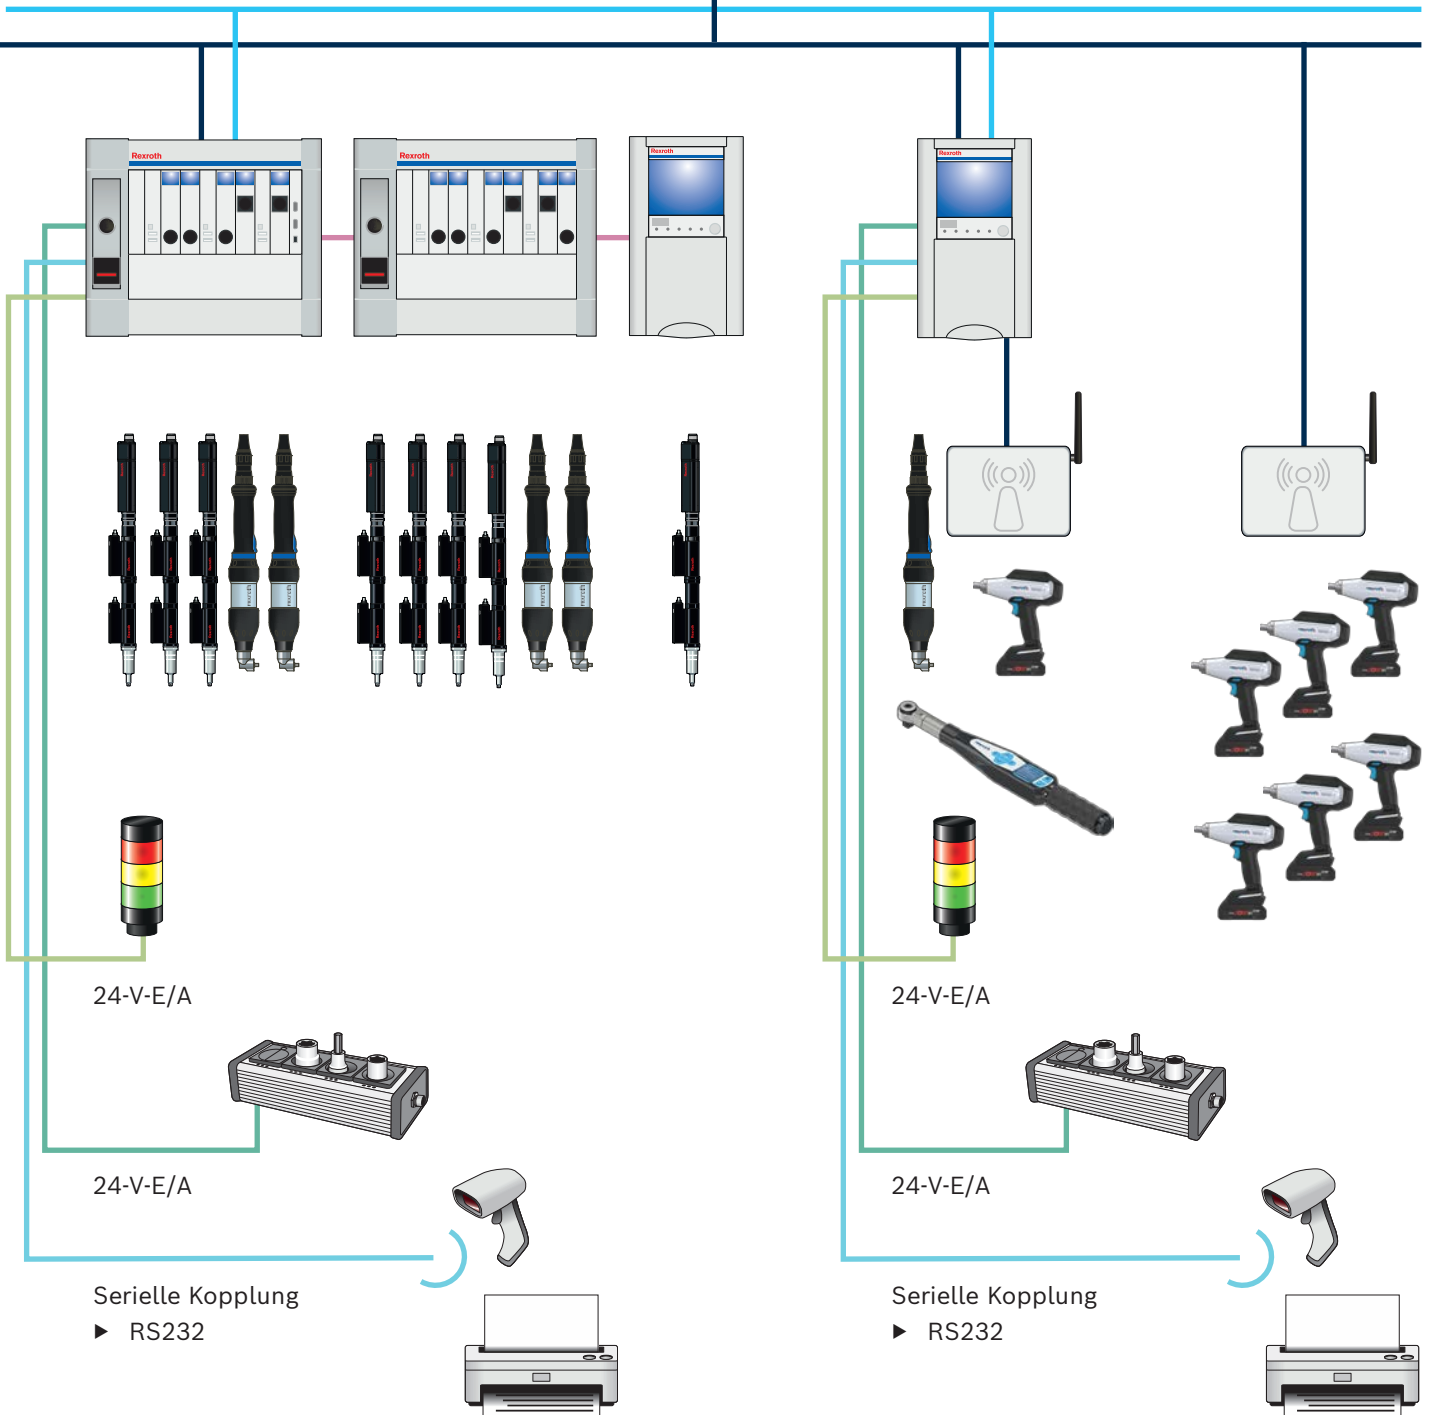 Rexroth
Rexroth
Rexroth
Rexroth
24-V-E/A
24-V-E/A
24-V-E/A
24-V-E/A
Serielle Kopplung
▶ RS232
Serielle Kopplung
▶ RS232